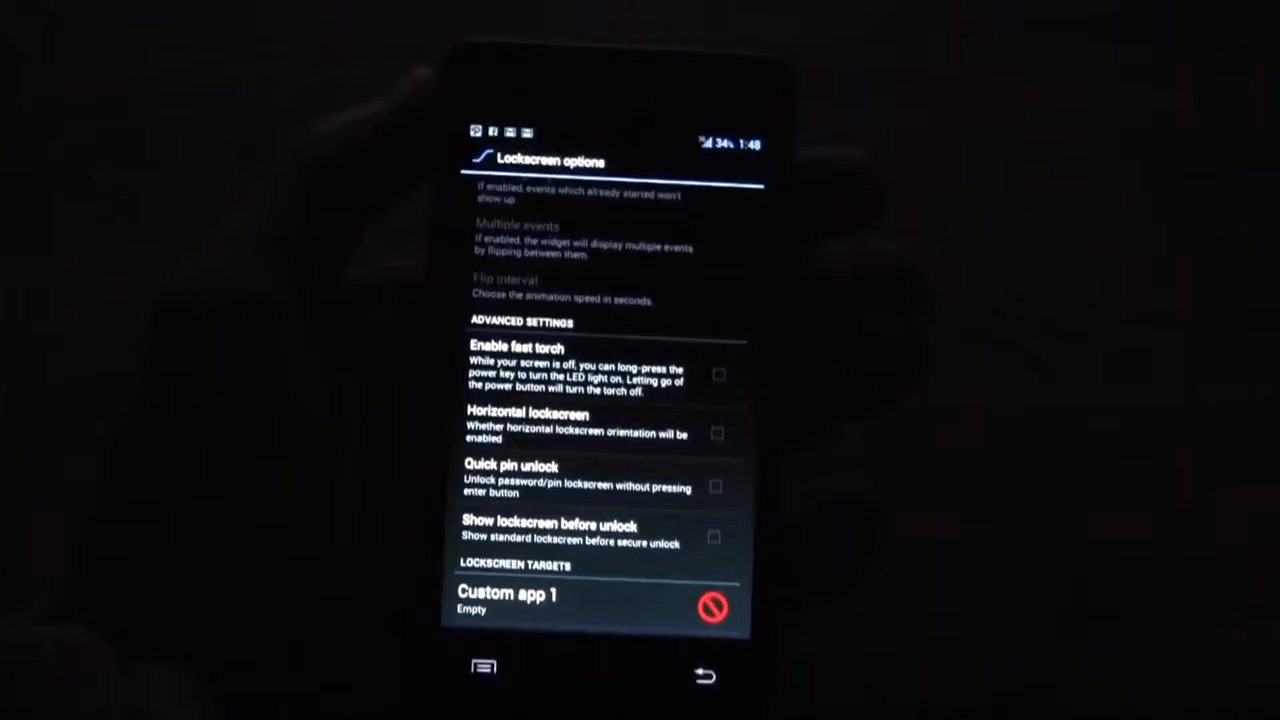 34% 1:48
Lockscreen options
If enabled, events which already started won't
show up
Multiple events
If enabled, the widget will display multiple events
by flipping between them.
Flip interval
Choose the animation speed in seconds.
ADVANCED SETTINGS
Enable fast torch
While your screen is off, you can long-press the
power key to turn the LED light on. Letting go of
the power button will turn the torch off.
Horizontal lockscreen
Whether horizontal lockscreen orientation will be
enabled
Quick pin unlock
Unlock password/pin lockscreen without pressing
enter button
Show lockscreen before unlock
Show standard lockscreen before secure unlock
LOCKSCREEN TARGETS
Custom app 1
Empty